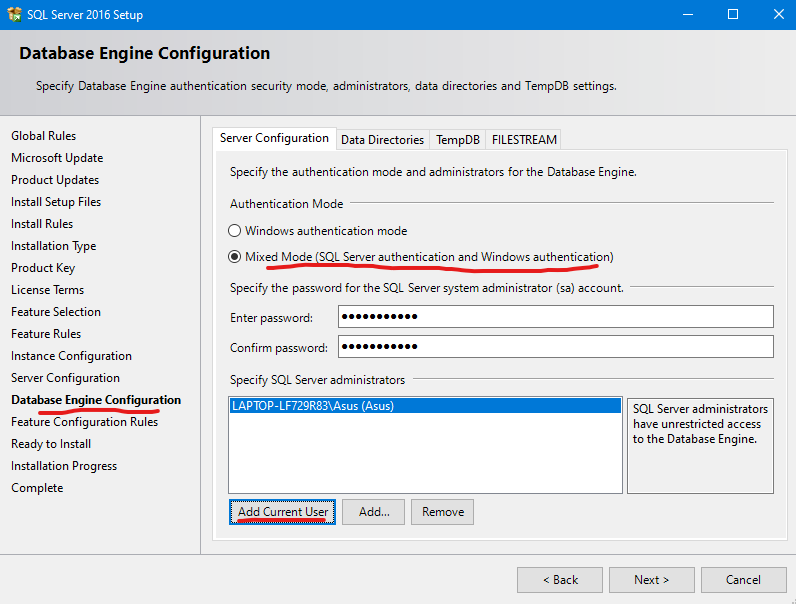 SQL Server 2016 Setup
Database Engine Configuration
Specify Database Engine authentication security mode, administrators, data directories and TempDB settings.
Global Rules
Microsoft Update
Product Updates
Install Setup Files
Install Rules
Installation Type
Product Key
License Terms
Feature Selection
Feature Rules
Instance Configuration
Server Configuration
Database Engine Configuration
Feature Configuration Rules
Ready to Install
Installation Progress
Complete
Server Configuration Data Directories TempDB FILESTREAM
Specify the authentication mode and administrators for the Database Engine.
Authentication Mode
Windows authentication mode
Mixed Mode (SQL Server authentication and Windows authentication)
Specify the password for the SQL Server system administrator (sa) account.
Enter password: ●●●●●●●●●●●
Confirm password: ●●●●●●●●●●●
Specify SQL Server administrators
LAPTOP-LF729R83\Asus (Asus)
SQL Server administrators
have unrestricted access
to the Database Engine.
Add Current User Add... Remove
< Back Next > Cancel